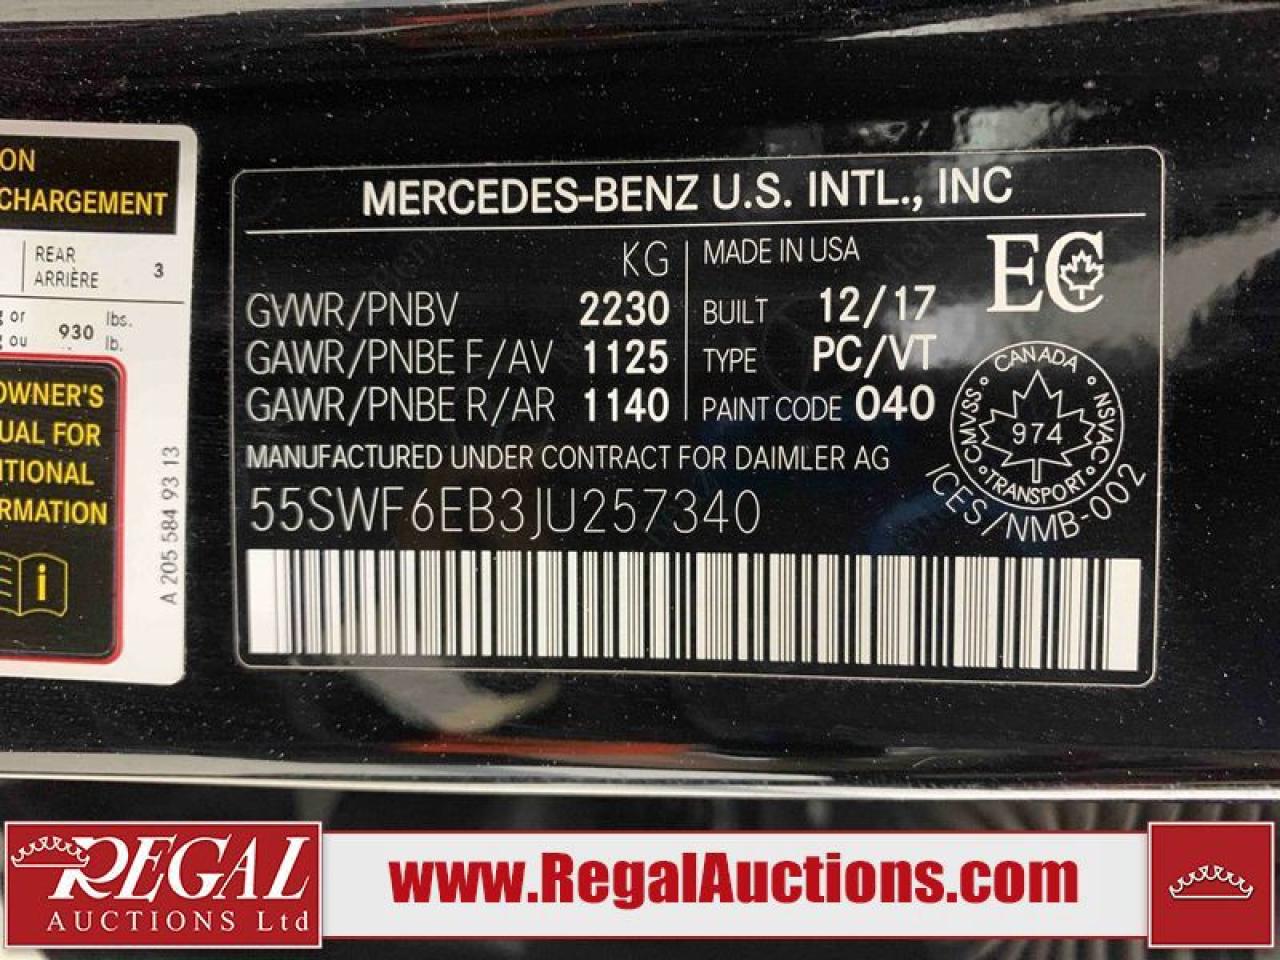 ON
CHARGEMENT
REAR
ARRIÈRE 3
g or
g ou 930 lbs.
lb.
OWNER'S
UAL FOR
ITIONAL
RMATION
i
A 205 584 93 13
MERCEDES-BENZ U.S. INTL., INC
KG
GVWR/PNBV 2230
GAWR/PNBE F/AV 1125
GAWR/PNBE R/AR 1140
MADE IN USA
BUILT 12/17
TYPE PC/VT
PAINT CODE 040
EC
CANADA
CMVSS 974 NSVAC
TRANSPORT
ICES/NMB-002
MANUFACTURED UNDER CONTRACT FOR DAIMLER AG
55SWF6EB3JU257340
REGAL
AUCTIONS Ltd
www.RegalAuctions.com